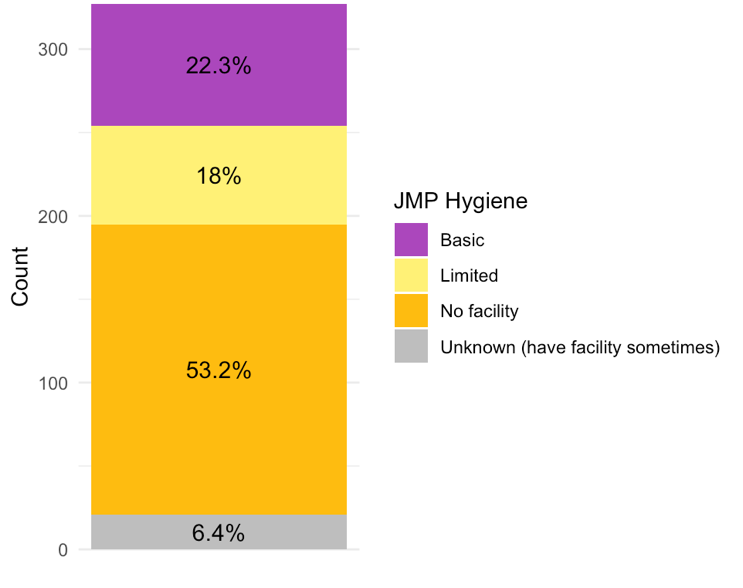 300
200
100
0
Count
22.3%
18%
53.2%
6.4%
JMP Hygiene
Basic
Limited
No facility
Unknown (have facility sometimes)